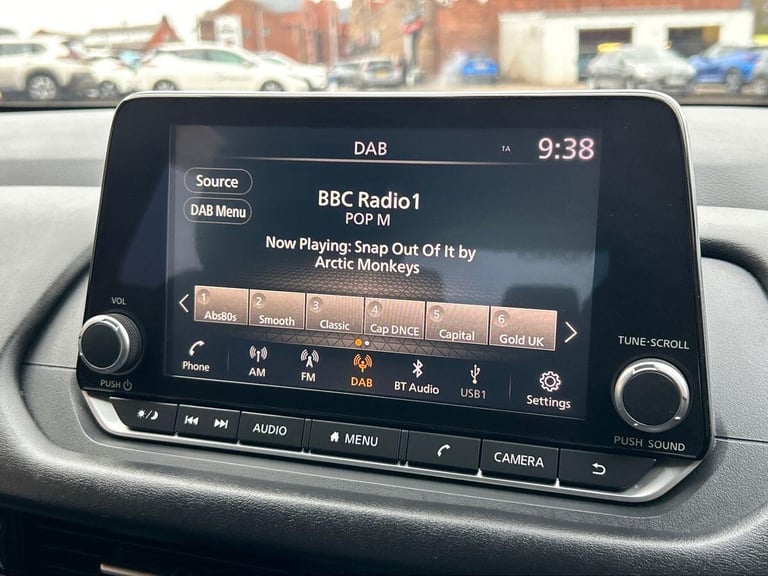 DAB
TA
9:38
Source
BBC Radio1
DAB Menu
POP M
Now Playing: Snap Out Of It by
Arctic Monkeys
1
Abs80s
2
Smooth
3
Classic
4
Cap DNCE
5
Capital
6
Gold UK
VOL
TUNE·SCROLL
Phone
AM
FM
DAB
BT Audio
USB1
Settings
PUSH
PUSH SOUND
AUDIO
MENU
CAMERA